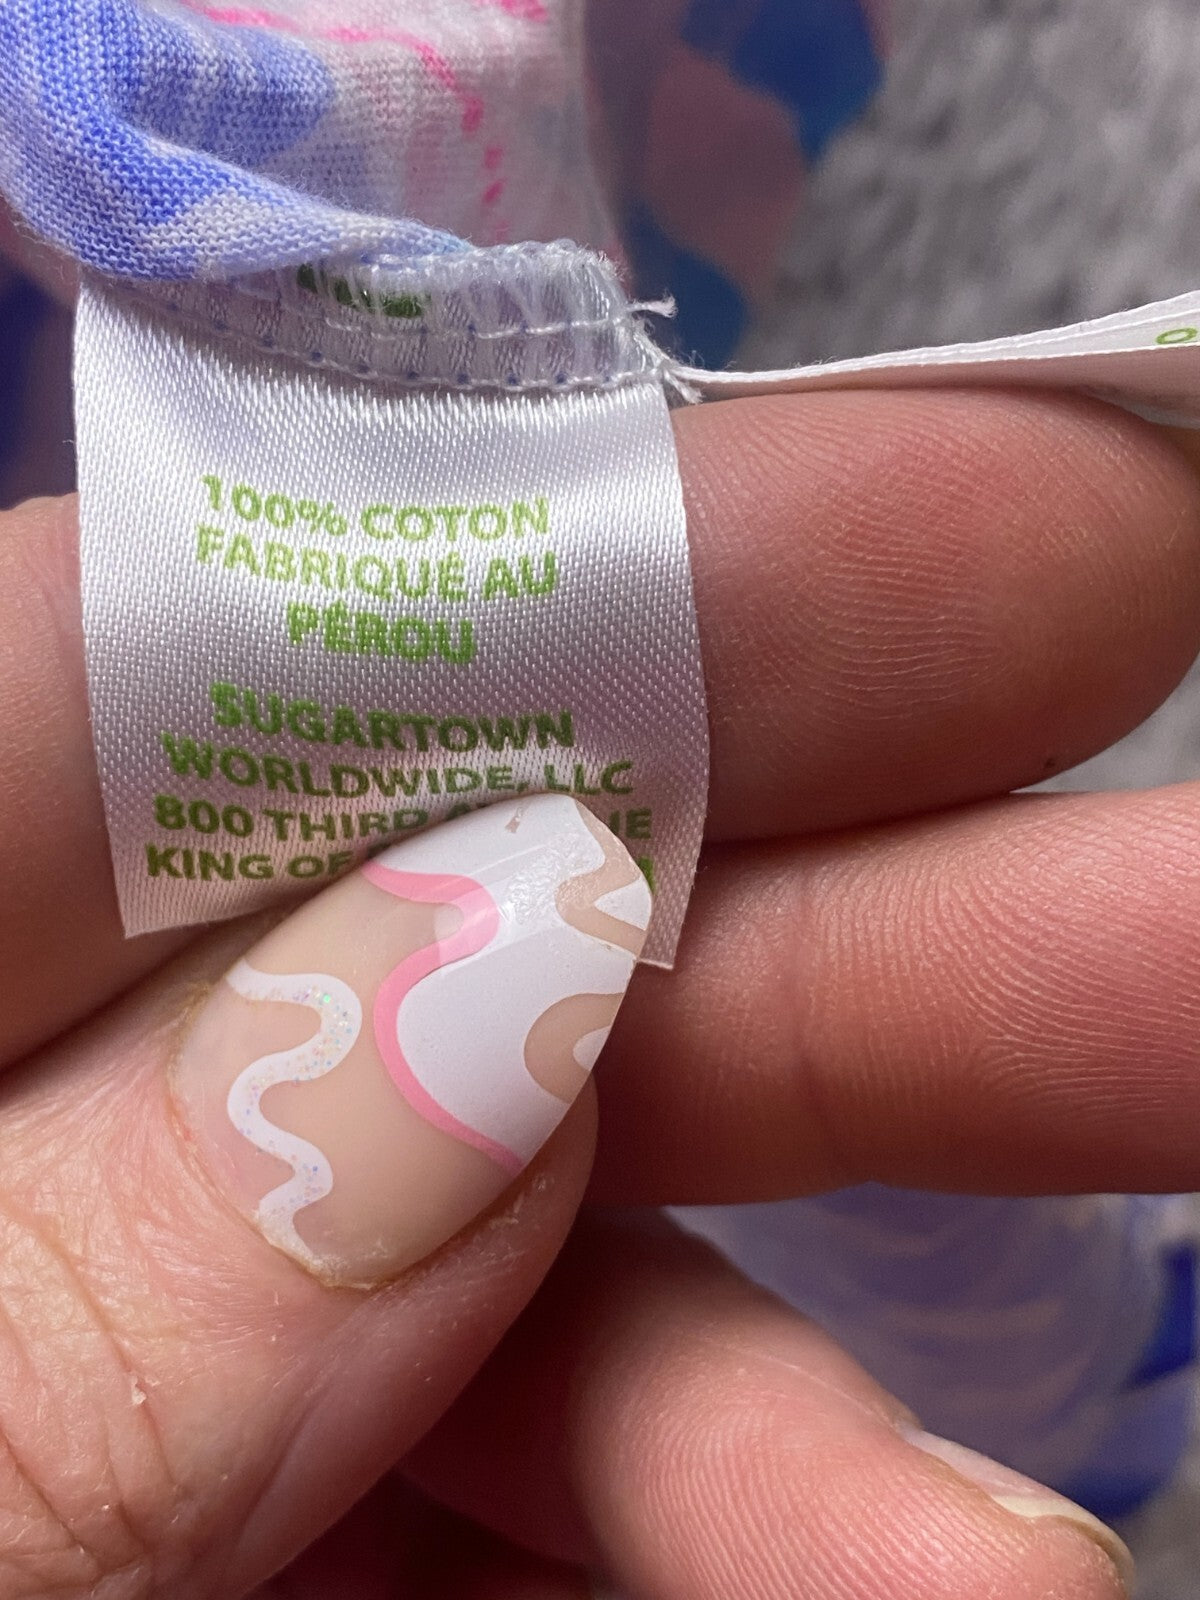 100% COTON
FABRIQUÉ AU
PÉROU
SUGARTOWN
WORLDWIDE, LLC
800 THIRD
KING OF